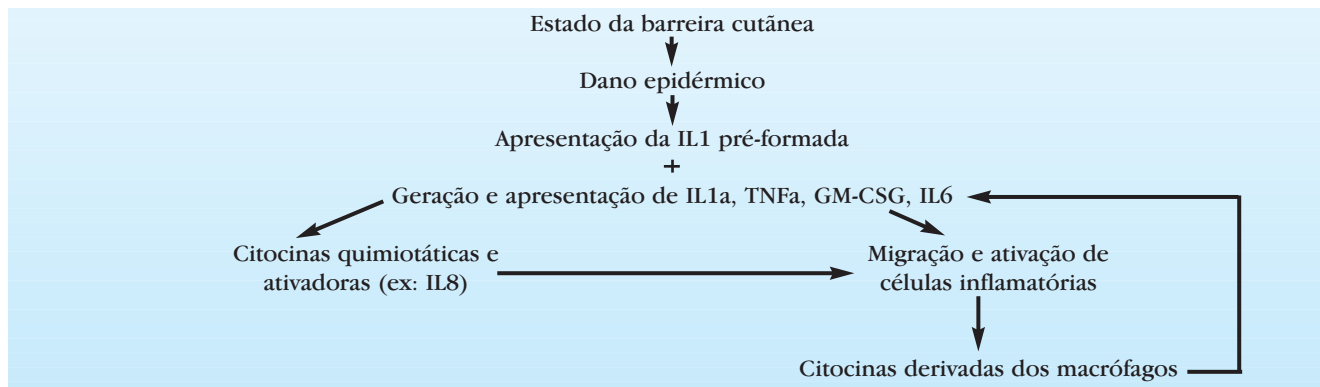 Estado da barreira cutânea
Dano epidérmico
Apresentação da IL1 pré-formada
+
Geração e apresentação de IL1a, TNFa, GM-CSG, IL6
Citocinas quimiotáticas e
ativadoras (ex: IL8)
Migração e ativação de
células inflamatórias
Citocinas derivadas dos macrófagos